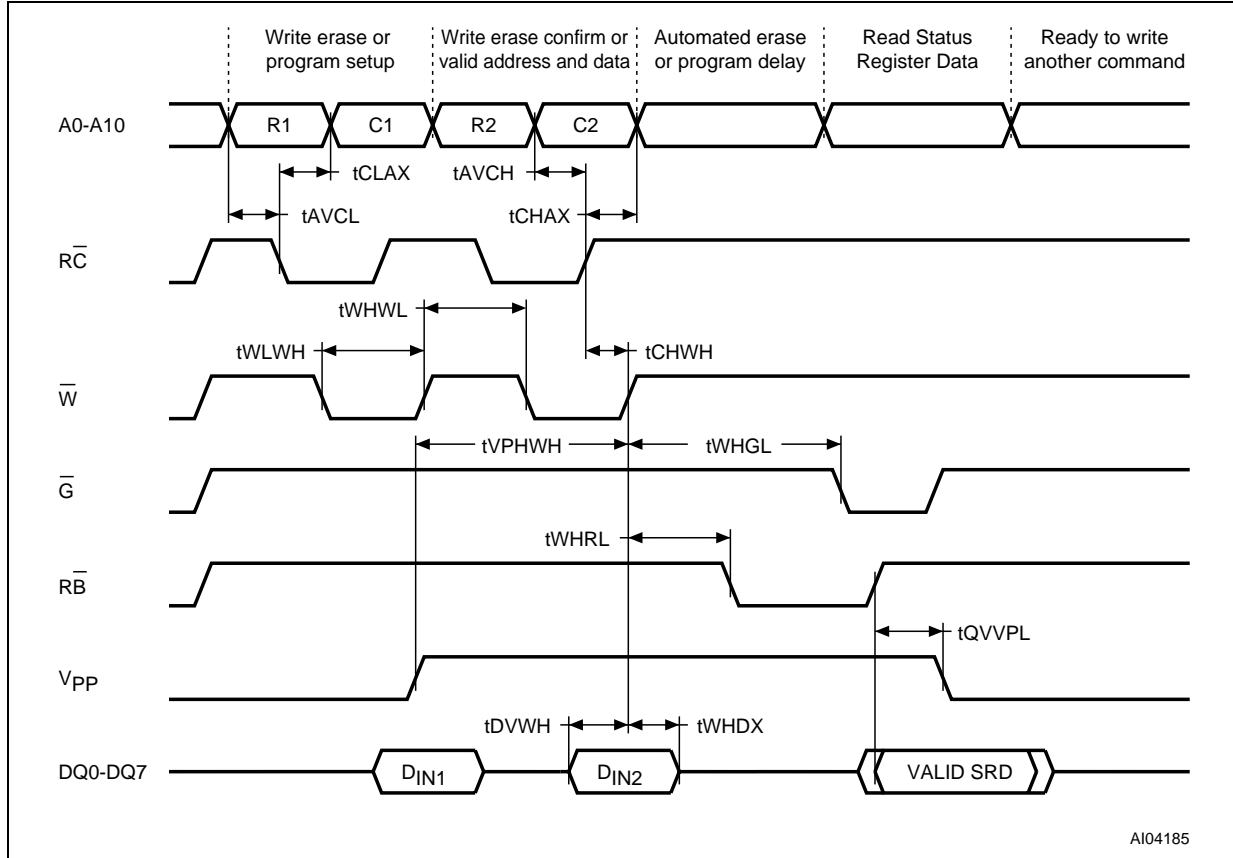 Write erase or
program setup
Write erase confirm or
valid address and data
Automated erase
or program delay
Read Status
Register Data
Ready to write
another command
A0-A10
R1
C1
R2
C2
tCLAX
tAVCH
tAVCL
tCHAX
RC̅
tWHWL
tWLWH
tCHWH
W̅
tVPHWH
tWHGL
G̅
tWHRL
RB̅
tQVVPL
VPP
tDVWH
tWHDX
DQ0-DQ7
DIN1
DIN2
VALID SRD
AI04185